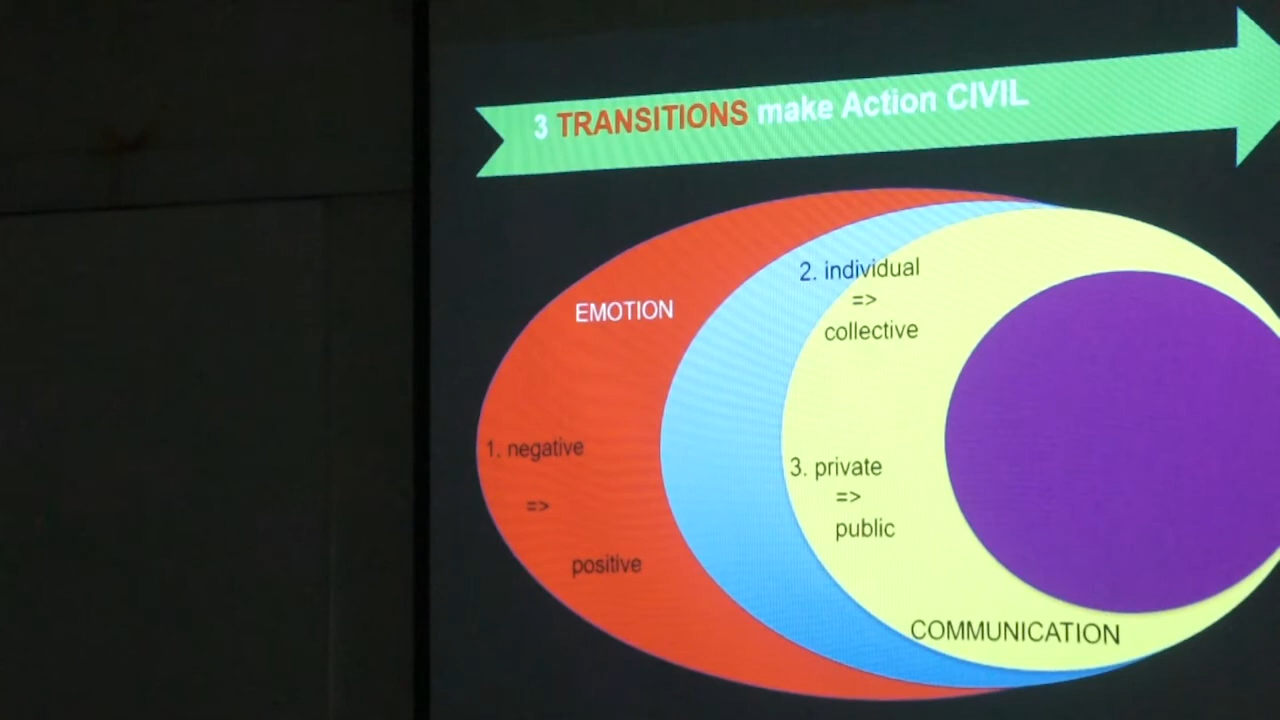 3 TRANSITIONS make Action CIVIL
EMOTION
1. negative
=>
positive
2. individual
=>
collective
3. private
=>
public
COMMUNICATION